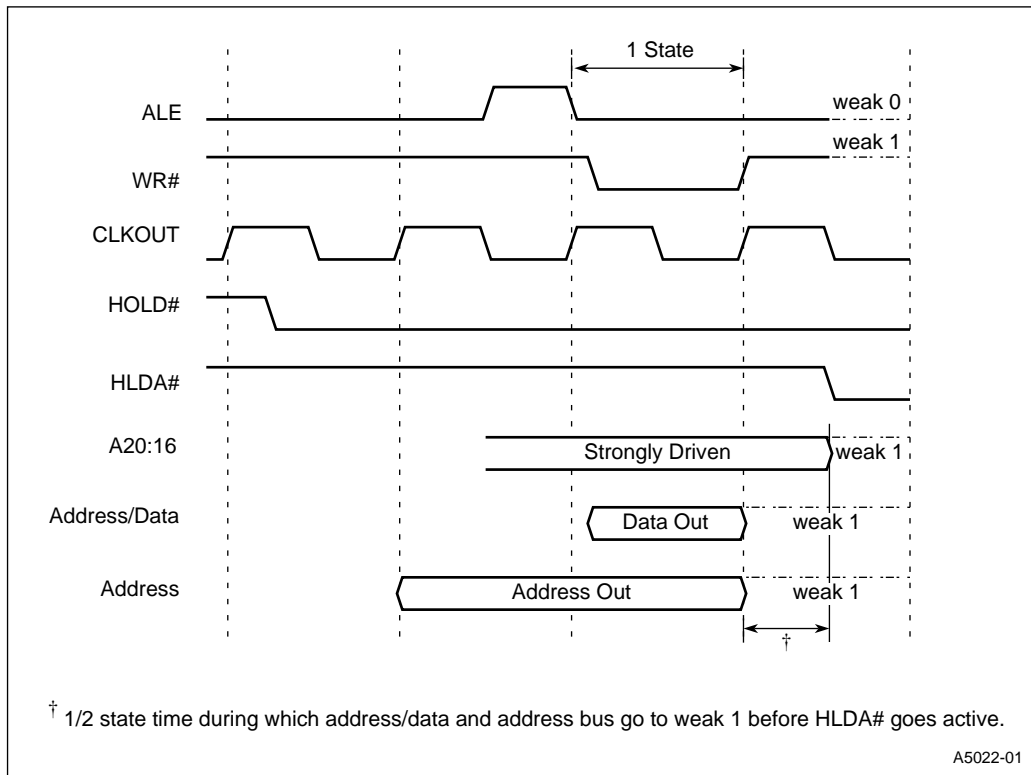 1 State
ALE
weak 0
weak 1
WR#
CLKOUT
HOLD#
HLDA#
A20:16
Strongly Driven
weak 1
Address/Data
Data Out
weak 1
Address
Address Out
weak 1
†
† 1/2 state time during which address/data and address bus go to weak 1 before HLDA# goes active.
A5022-01